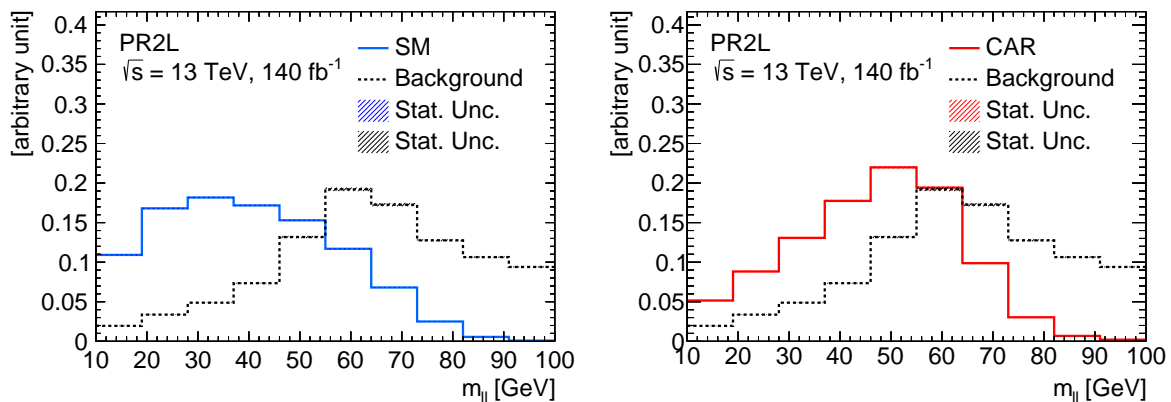 PR2L
√s = 13 TeV, 140 fb-1
SM
Background
Stat. Unc.
Stat. Unc.
[arbitrary unit]
0.4
0.35
0.3
0.25
0.2
0.15
0.1
0.05
0
10 20 30 40 50 60 70 80 90 100
m_ll [GeV]
PR2L
√s = 13 TeV, 140 fb-1
CAR
Background
Stat. Unc.
Stat. Unc.
[arbitrary unit]
0.4
0.35
0.3
0.25
0.2
0.15
0.1
0.05
0
10 20 30 40 50 60 70 80 90 100
m_ll [GeV]